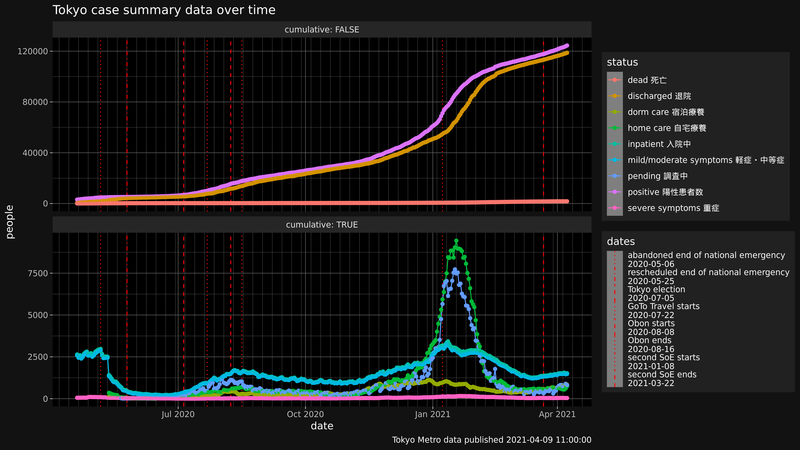 Tokyo case summary data over time
cumulative: FALSE
120000
80000
40000
0
cumulative: TRUE
7500
5000
2500
0
people
Jul 2020
Oct 2020
Jan 2021
Apr 2021
date
status
dead 死亡
discharged 退院
dorm care 宿泊療養
home care 自宅療養
inpatient 入院中
mild/moderate symptoms 軽症・中等症
pending 調査中
positive 陽性患者数
severe symptoms 重症
dates
abandoned end of national emergency
2020-05-06
rescheduled end of national emergency
2020-05-25
Tokyo election
2020-07-05
GoTo Travel starts
2020-07-22
Obon starts
2020-08-08
Obon ends
2020-08-16
second SoE starts
2021-01-08
second SoE ends
2021-03-22
Tokyo Metro data published 2021-04-09 11:00:00